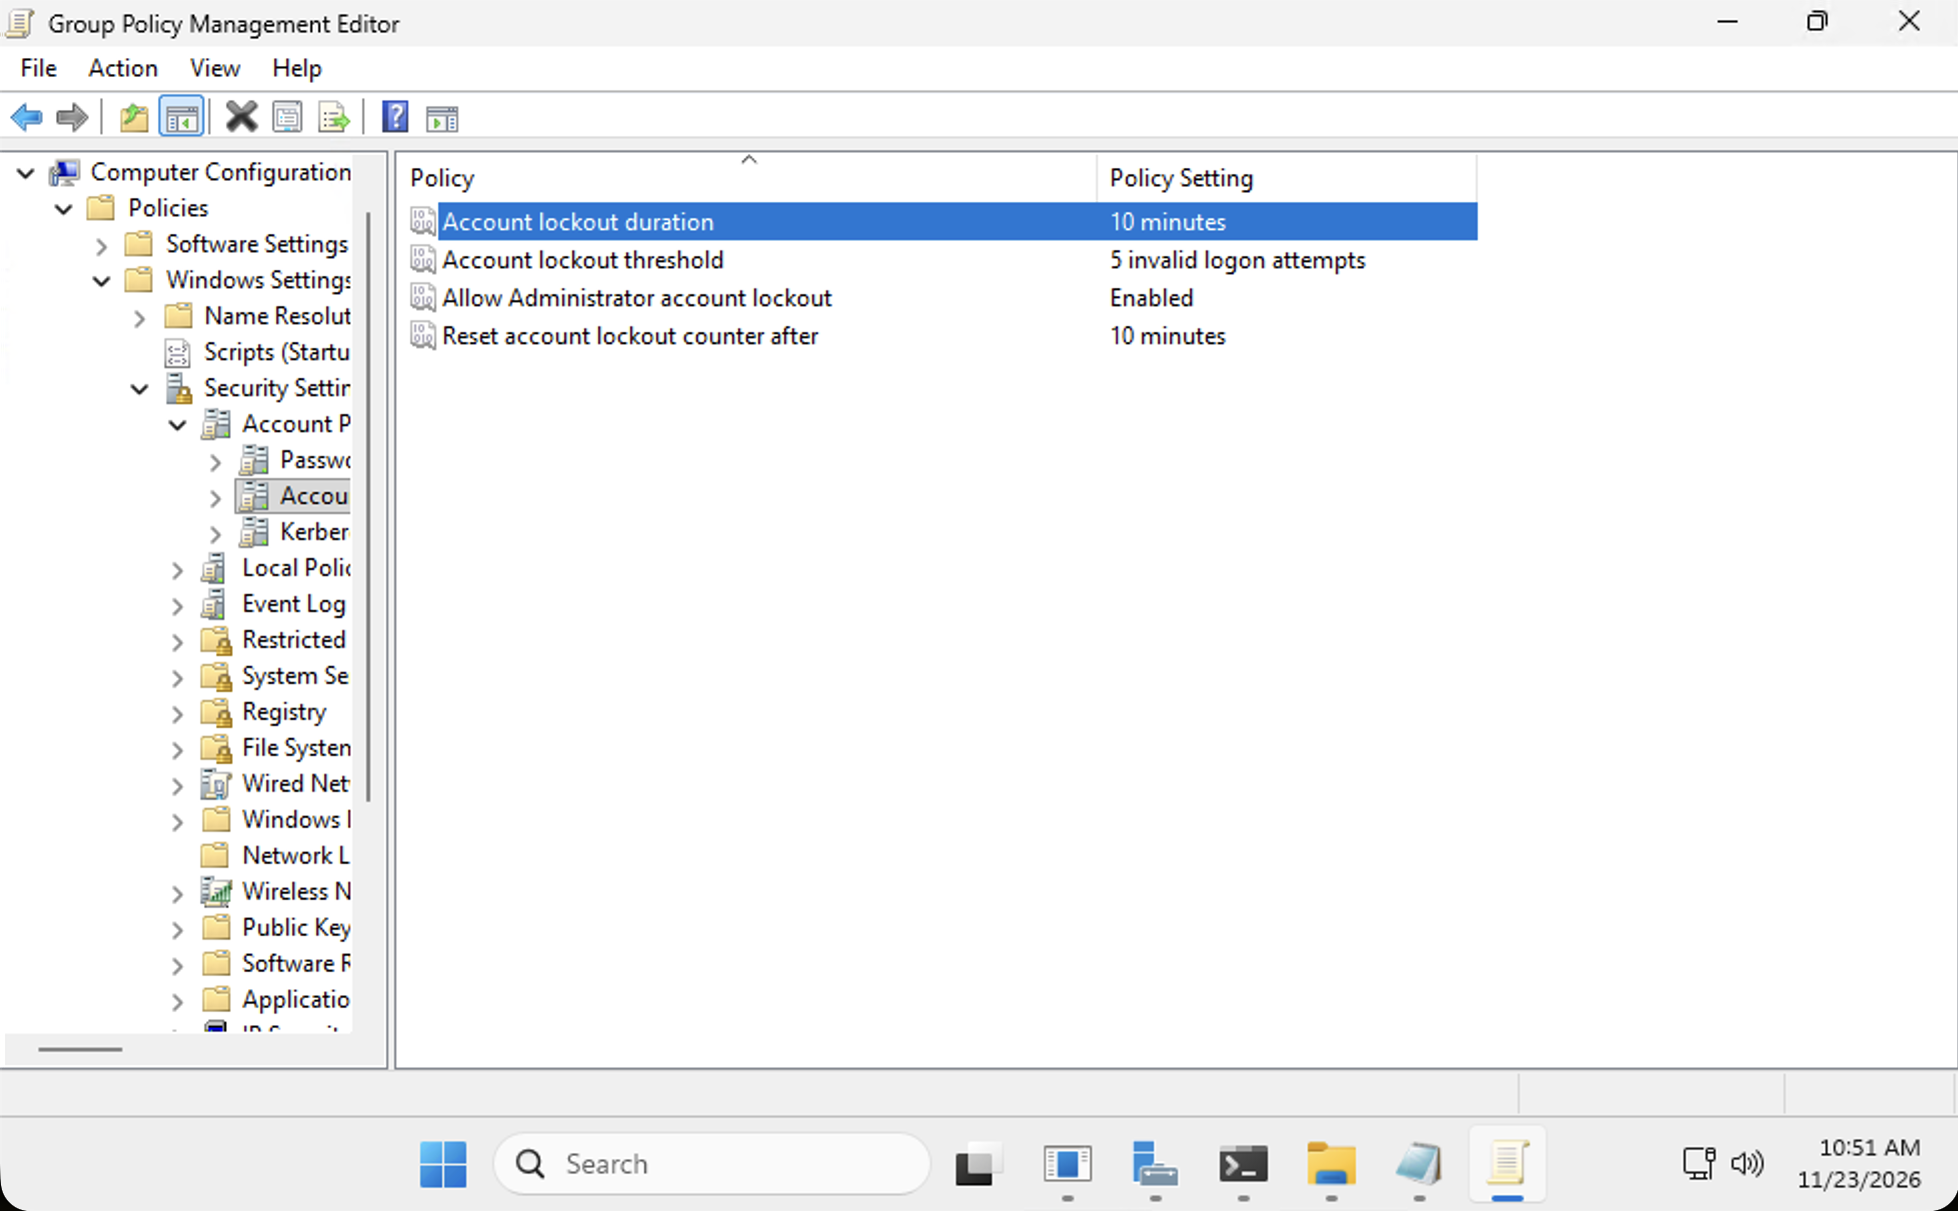 Group Policy Management Editor
File Action View Help
Computer Configuration
Policies
Software Settings
Windows Settings
Name Resolut
Scripts (Startu
Security Settin
Account P
Passwo
Accou
Kerber
Local Polic
Event Log
Restricted
System Se
Registry
File System
Wired Net
Windows
Network L
Wireless N
Public Key
Software R
Applicatio
Policy Policy Setting
Account lockout duration 10 minutes
Account lockout threshold 5 invalid logon attempts
Allow Administrator account lockout Enabled
Reset account lockout counter after 10 minutes
Search
10:51 AM
11/23/2026